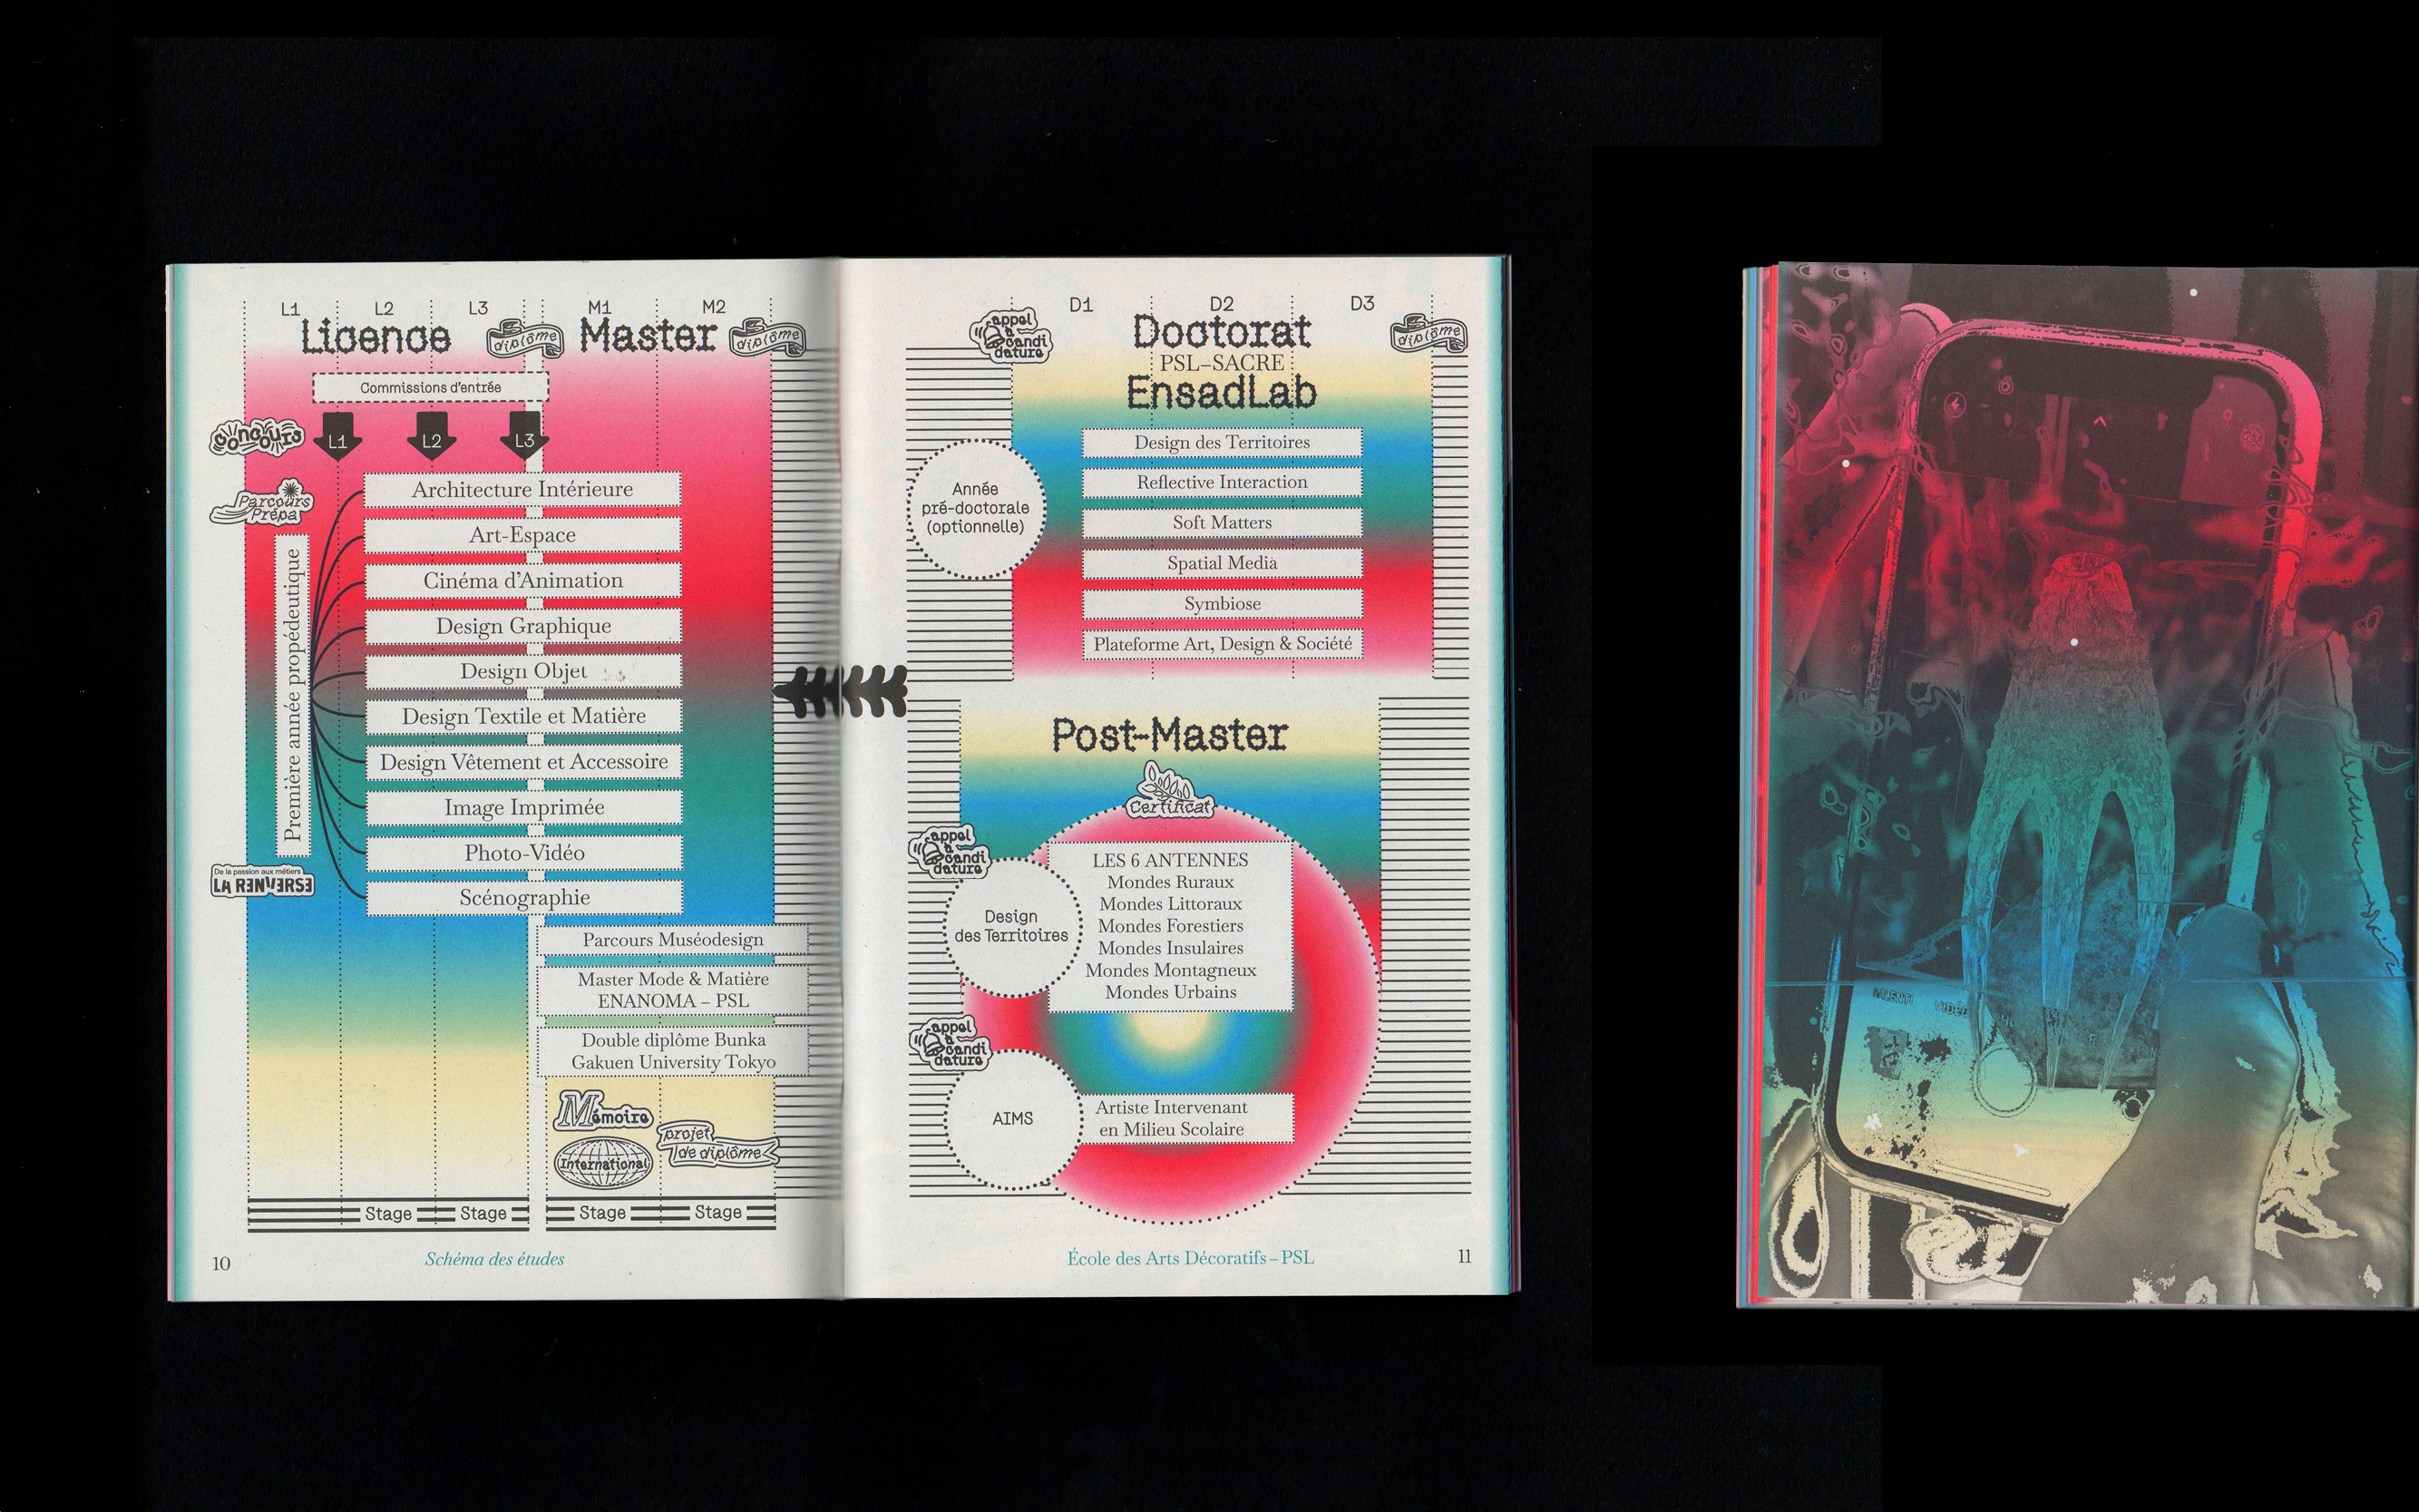 L1
L2
L3
M1
M2
Licence
diplôme
Master
diplôme
Commissions d'entrée
concours
L1
L2
L3
Parcours
Prépa
Première année propédeutique
Architecture Intérieure
Art-Espace
Cinéma d'Animation
Design Graphique
Design Objet
Design Textile et Matière
Design Vêtement et Accessoire
Image Imprimée
Photo-Vidéo
Scénographie
De la passion aux métiers
LA RENVERSE
Parcours Muséodesign
Master Mode & Matière
ENANOMA – PSL
Double diplôme Bunka
Gakuen University Tokyo
Mémoire
projet
de diplôme
International
Stage
Stage
Stage
Stage
10
Schéma des études
D1
D2
D3
appel
à
candi
dature
Doctorat
diplôme
PSL–SACRE
EnsadLab
Année
pré-doctorale
(optionnelle)
Design des Territoires
Reflective Interaction
Soft Matters
Spatial Media
Symbiose
Plateforme Art, Design & Société
Post-Master
Certificat
appel
à
candi
dature
Design
des Territoires
LES 6 ANTENNES
Mondes Ruraux
Mondes Littoraux
Mondes Forestiers
Mondes Insulaires
Mondes Montagneux
Mondes Urbains
appel
à
candi
dature
AIMS
Artiste Intervenant
en Milieu Scolaire
École des Arts Décoratifs – PSL
11